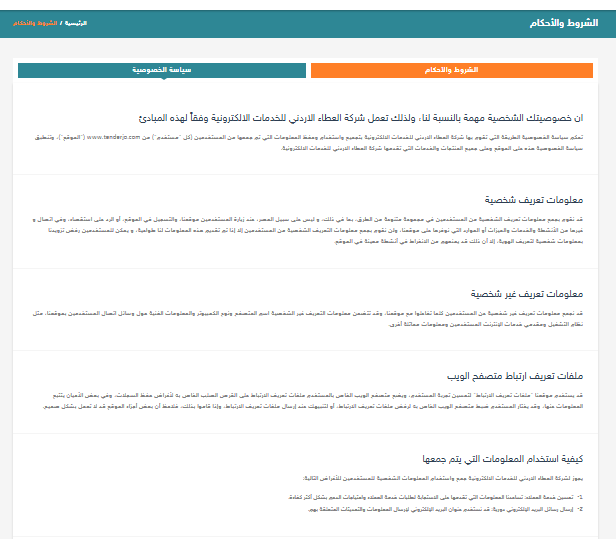 الشروط والأحكام
الرئيسية / الشروط والأحكام
الشروط والأحكام
سياسة الخصوصية
ان خصوصيتك الشخصية مهمة بالنسبة لنا، ولذلك تعمل شركة العطاء الاردني للخدمات الالكترونية وفقاً لهذه المبادئ
تحكم سياسة الخصوصية الطريقة التي تقوم بها شركة العطاء الاردني للخدمات الالكترونية بتجميع واستخدام وحفظ المعلومات التي تم جمعها من المستخدمين (كل "مستخدم") من www.tenderjo.com ("الموقع")، وتنطبق
سياسة الخصوصية هذه على الموقع وعلى جميع المنتجات والخدمات التي تقدمها شركة العطاء الاردني للخدمات الالكترونية.
معلومات تعريف شخصية
قد نقوم بجمع معلومات تعريف الشخصية من المستخدمين في مجموعة متنوعة من الطرق، بما في ذلك، و ليس على سبيل الحصر، عند زيارة المستخدمين موقعنا، والتسجيل في الموقع، أو الرد على استقصاء، وفي اتصال و
غيرها من الأنشطة والخدمات والميزات أو الموارد التي نوفرها على موقعنا، ولن نقوم بجمع معلومات التعريف الشخصية من المستخدمين إلا إذا تم تقديم هذه المعلومات لنا طواعية، و يمكن للمستخدمين رفض تزويدنا
بمعلومات شخصية لتعريف الهوية، إلا أن ذلك قد يمنعهم من الانخراط في أنشطة معينة في الموقع.
معلومات تعريف غير شخصية
قد نجمع معلومات تعريف غير شخصية عن المستخدمين كلما تفاعلوا مع موقعنا، وقد تتضمن معلومات التعريف غير الشخصية اسم المتصفح ونوع الكمبيوتر والمعلومات الفنية حول وسائل اتصال المستخدمين بموقعنا، مثل
نظام التشغيل ومقدمي خدمات الإنترنت المستخدمين ومعلومات مماثلة أخرى.
ملفات تعريف ارتباط متصفح الويب
قد يستخدم موقعنا "ملفات تعريف الارتباط" لتحسين تجربة المستخدم، ويضع متصفح الويب الخاص بالمستخدم ملفات تعريف الارتباط على القرص الصلب الخاص به لأغراض حفظ السجلات، وفي بعض الأحيان يتتبع
المعلومات عنها، وقد يختار المستخدم ضبط متصفح الويب الخاص به لرفض ملفات تعريف الارتباط، أو لتنبيهك عند إرسال ملفات تعريف الارتباط، وإذا قاموا بذلك، فلاحظ أن بعض أجزاء الموقع قد لا تعمل بشكل صحيح.
كيفية استخدام المعلومات التي يتم جمعها
يجوز لشركة العطاء الاردني للخدمات الالكترونية جمع واستخدام المعلومات الشخصية للمستخدمين للأغراض التالية:
1- تحسين خدمة العملاء: تساعدنا المعلومات التي تقدمها على الاستجابة لطلبات خدمة العملاء واحتياجات الدعم بشكل أكثر كفاءة.
2- إرسال رسائل البريد الإلكتروني دورية: قد نستخدم عنوان البريد الإلكتروني لإرسال المعلومات والتحديثات المتعلقة بهم.